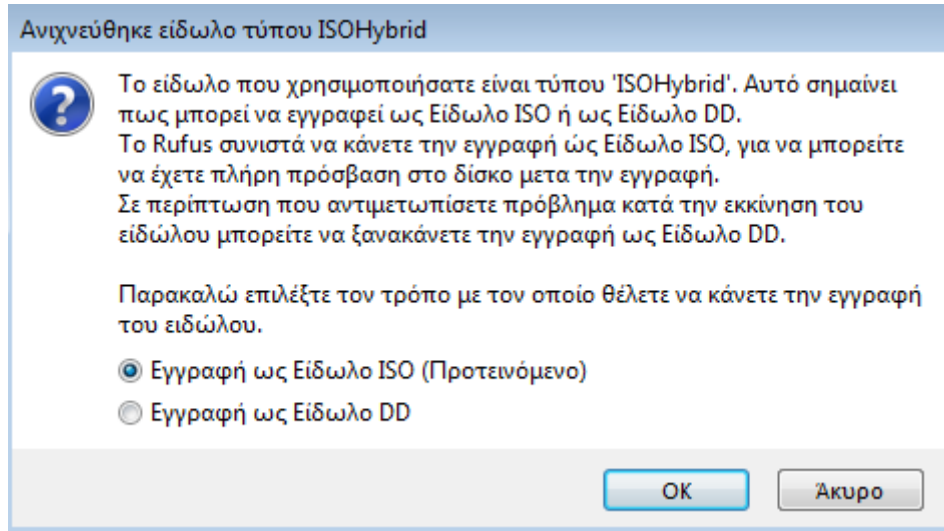 Ανιχνεύθηκε είδωλο τύπου ISOHybrid
Το είδωλο που χρησιμοποιήσατε είναι τύπου 'ISOHybrid'. Αυτό σημαίνει
πως μπορεί να εγγραφεί ως Είδωλο ISO ή ως Είδωλο DD.
Το Rufus συνιστά να κάνετε την εγγραφή ώς Είδωλο ISO, για να μπορείτε
να έχετε πλήρη πρόσβαση στο δίσκο μετα την εγγραφή.
Σε περίπτωση που αντιμετωπίσετε πρόβλημα κατά την εκκίνηση του
είδώλου μπορείτε να ξανακάνετε την εγγραφή ως Είδωλο DD.
Παρακαλώ επιλέξτε τον τρόπο με τον οποίο θέλετε να κάνετε την εγγραφή
του ειδώλου.
Εγγραφή ως Είδωλο ISO (Προτεινόμενο)
Εγγραφή ως Είδωλο DD
OK
Άκυρο